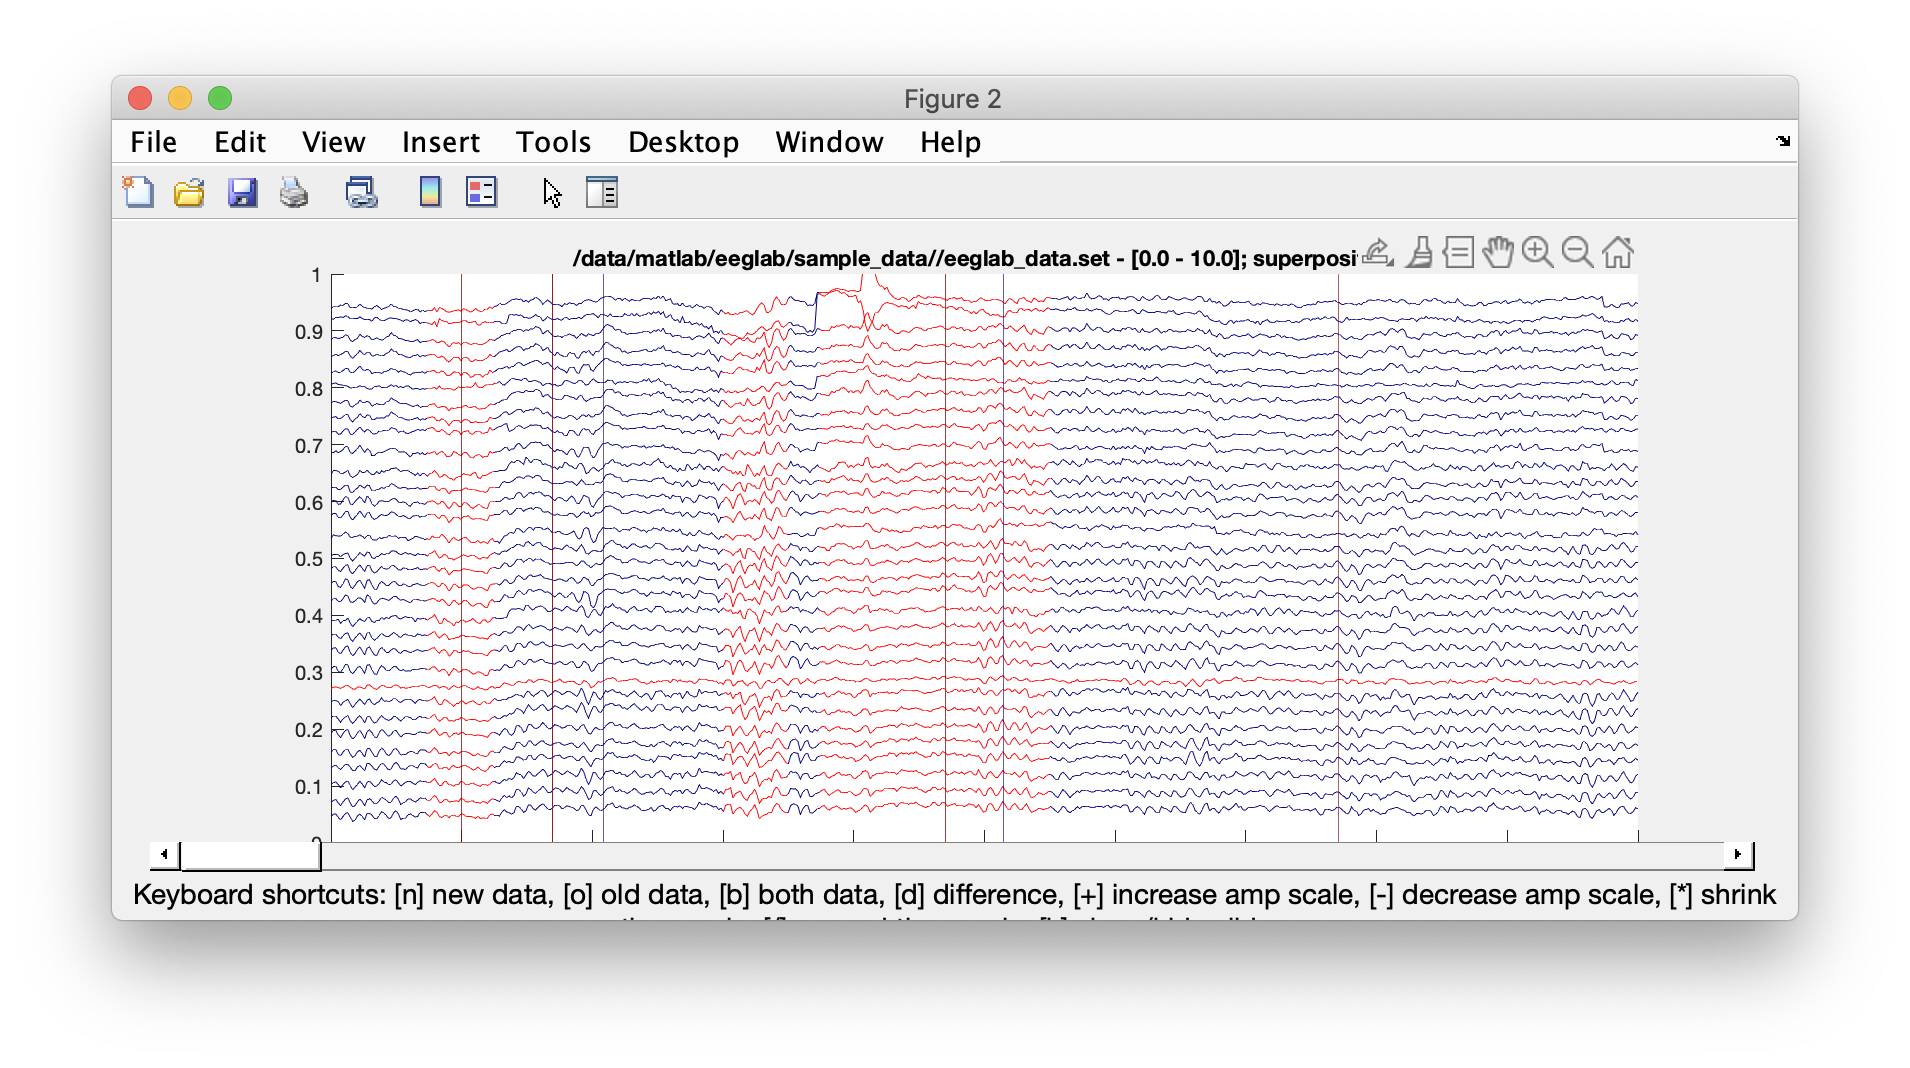 Figure 2
File Edit View Insert Tools Desktop Window Help
/data/matlab/eeglab/sample_data//eeglab_data.set - [0.0 - 10.0]; superposi
1
0.9
0.8
0.7
0.6
0.5
0.4
0.3
0.2
0.1
0
Keyboard shortcuts: [n] new data, [o] old data, [b] both data, [d] difference, [+] increase amp scale, [-] decrease amp scale, [*] shrink